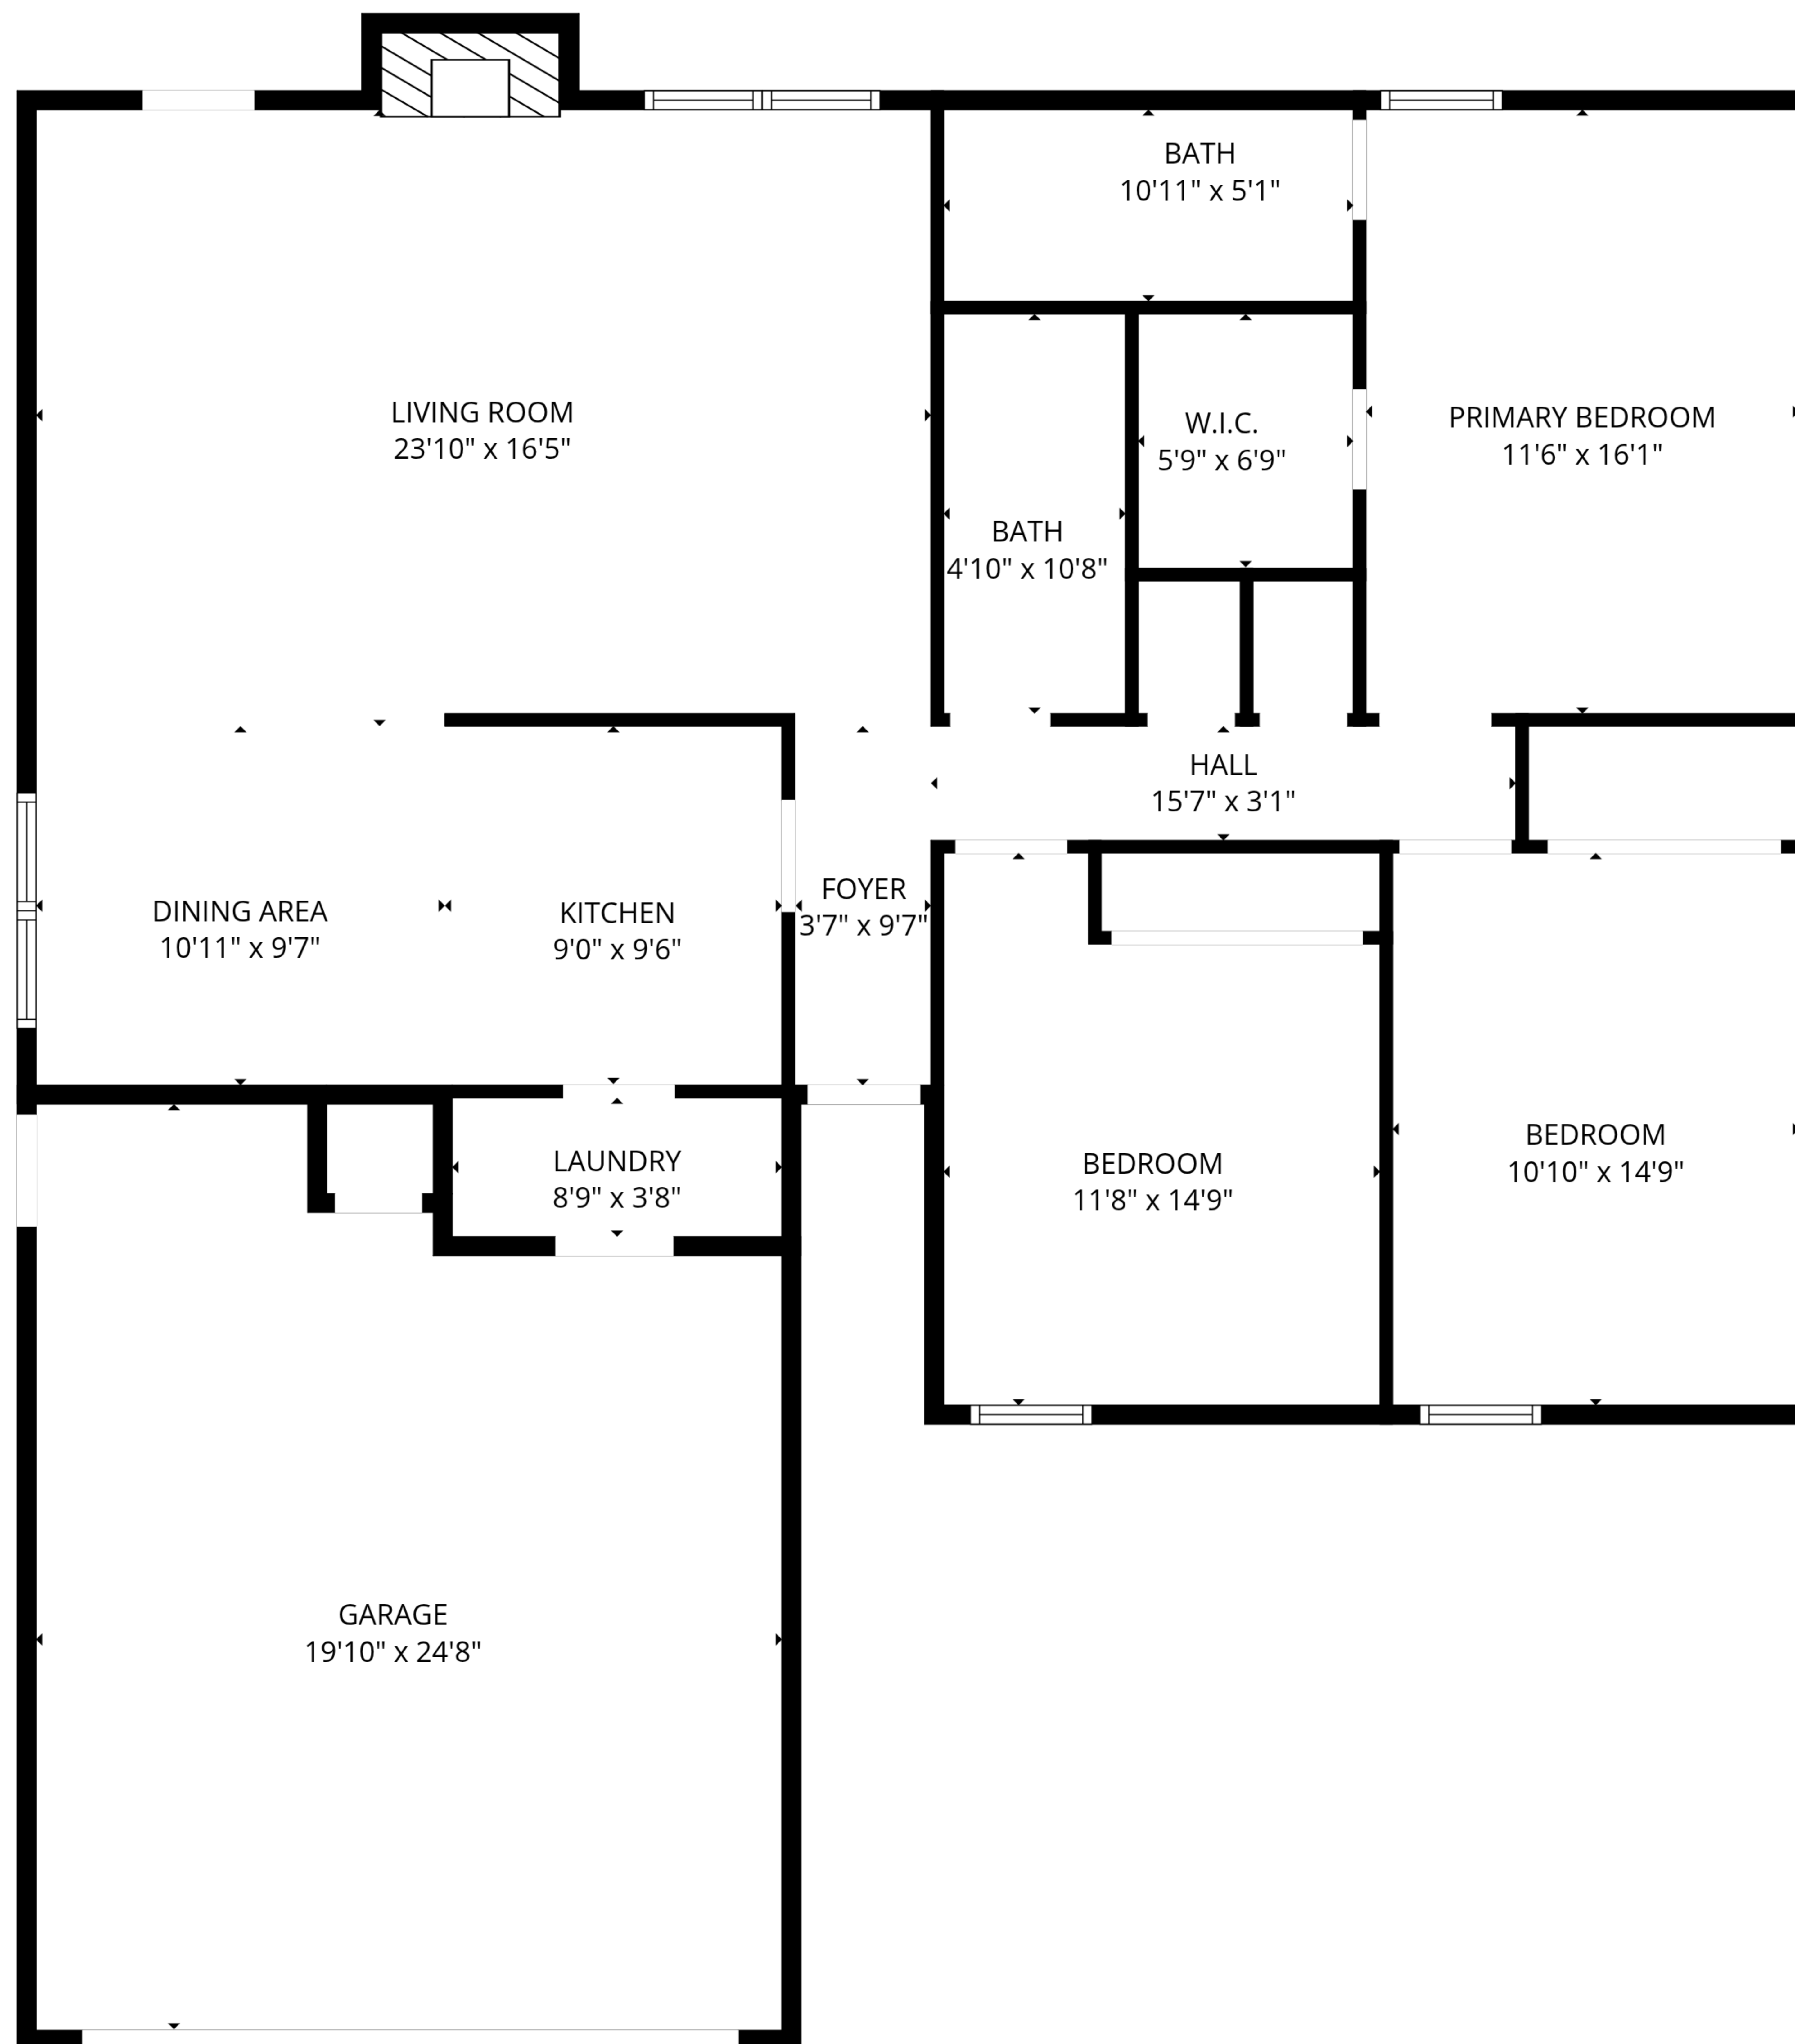 BATH
10'11" x 5'1"
LIVING ROOM
23'10" x 16'5"
W.I.C.
5'9" x 6'9"
PRIMARY BEDROOM
11'6" x 16'1"
BATH
4'10" x 10'8"
HALL
15'7" x 3'1"
DINING AREA
10'11" x 9'7"
KITCHEN
9'0" x 9'6"
FOYER
3'7" x 9'7"
LAUNDRY
8'9" x 3'8"
BEDROOM
11'8" x 14'9"
BEDROOM
10'10" x 14'9"
GARAGE
19'10" x 24'8"